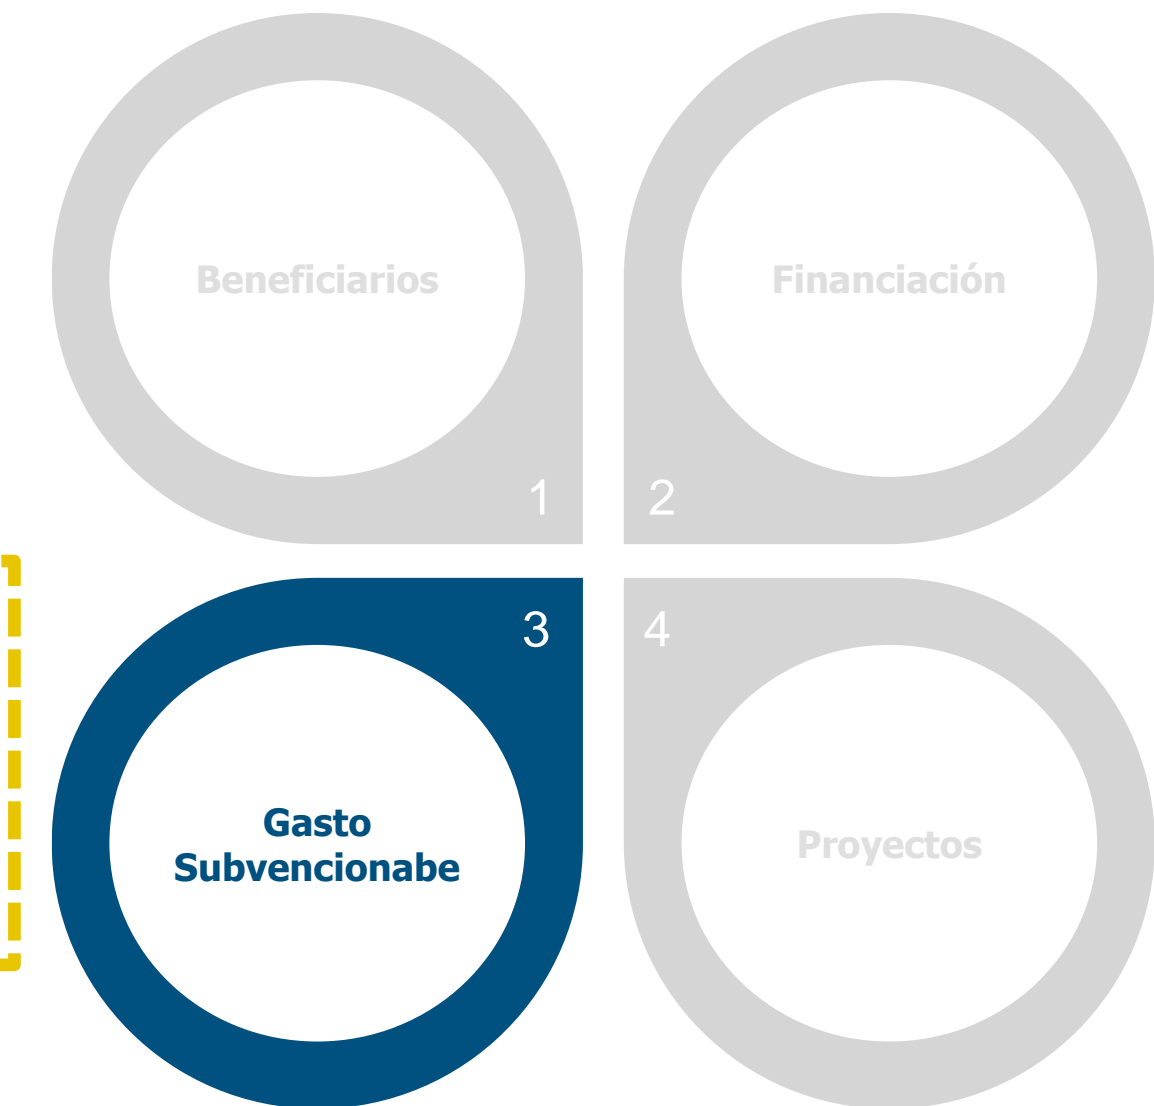 Beneficiarios
1
Financiación
2
3
Gasto
Subvencionabe
4
Proyectos